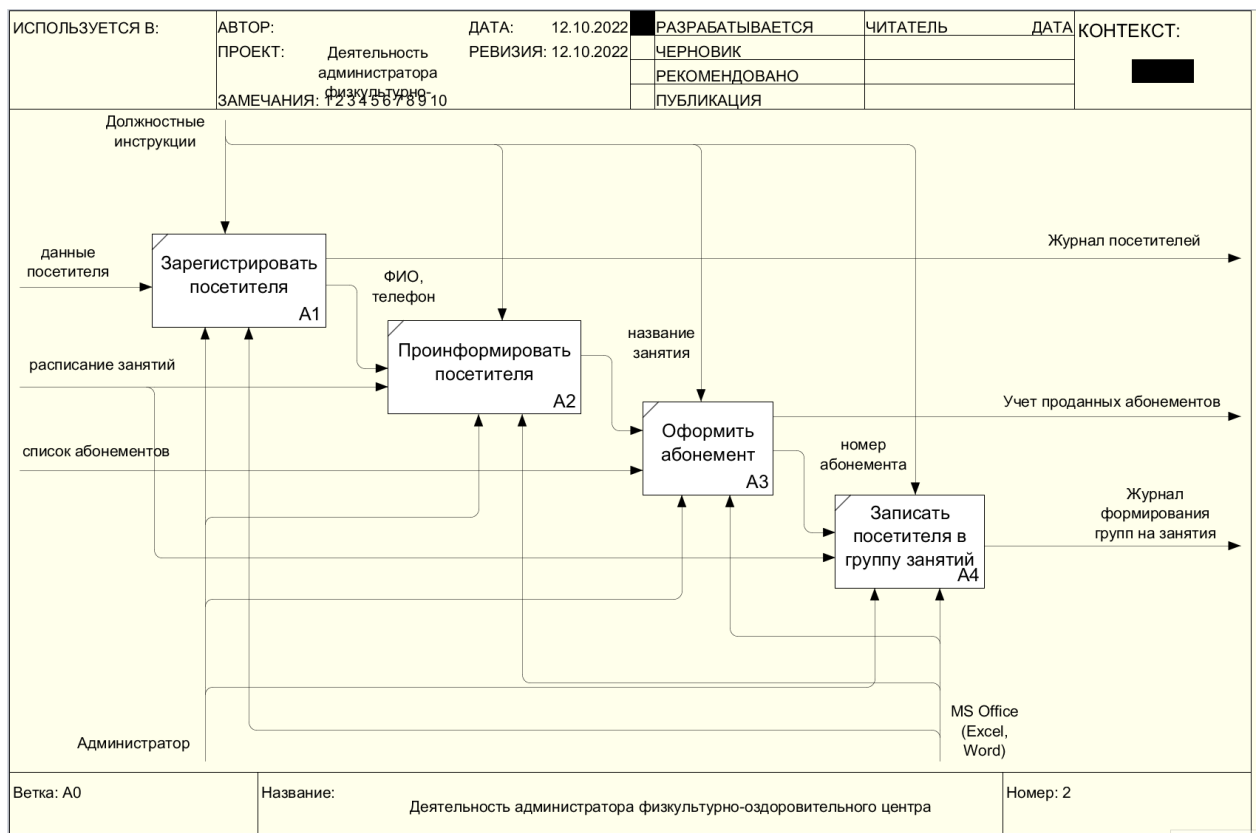 ИСПОЛЬЗУЕТСЯ В:
АВТОР:
ДАТА: 12.10.2022
РАЗРАБАТЫВАЕТСЯ
ЧИТАТЕЛЬ
ДАТА
КОНТЕКСТ:
ПРОЕКТ:
Деятельность
администратора
физкультурно-
РЕВИЗИЯ: 12.10.2022
ЧЕРНОВИК
РЕКОМЕНДОВАНО
ЗАМЕЧАНИЯ: 1 2 3 4 5 6 7 8 9 10
ПУБЛИКАЦИЯ
Должностные
инструкции
данные
посетителя
Зарегистрировать
посетителя
A1
Журнал посетителей
ФИО,
телефон
расписание занятий
Проинформировать
посетителя
A2
название
занятия
список абонементов
Оформить
абонемент
A3
Учет проданных абонементов
номер
абонемента
Записать
посетителя в
группу занятий
A4
Журнал
формирования
групп на занятия
Администратор
MS Office
(Excel,
Word)
Ветка: A0
Название:
Деятельность администратора физкультурно-оздоровительного центра
Номер: 2